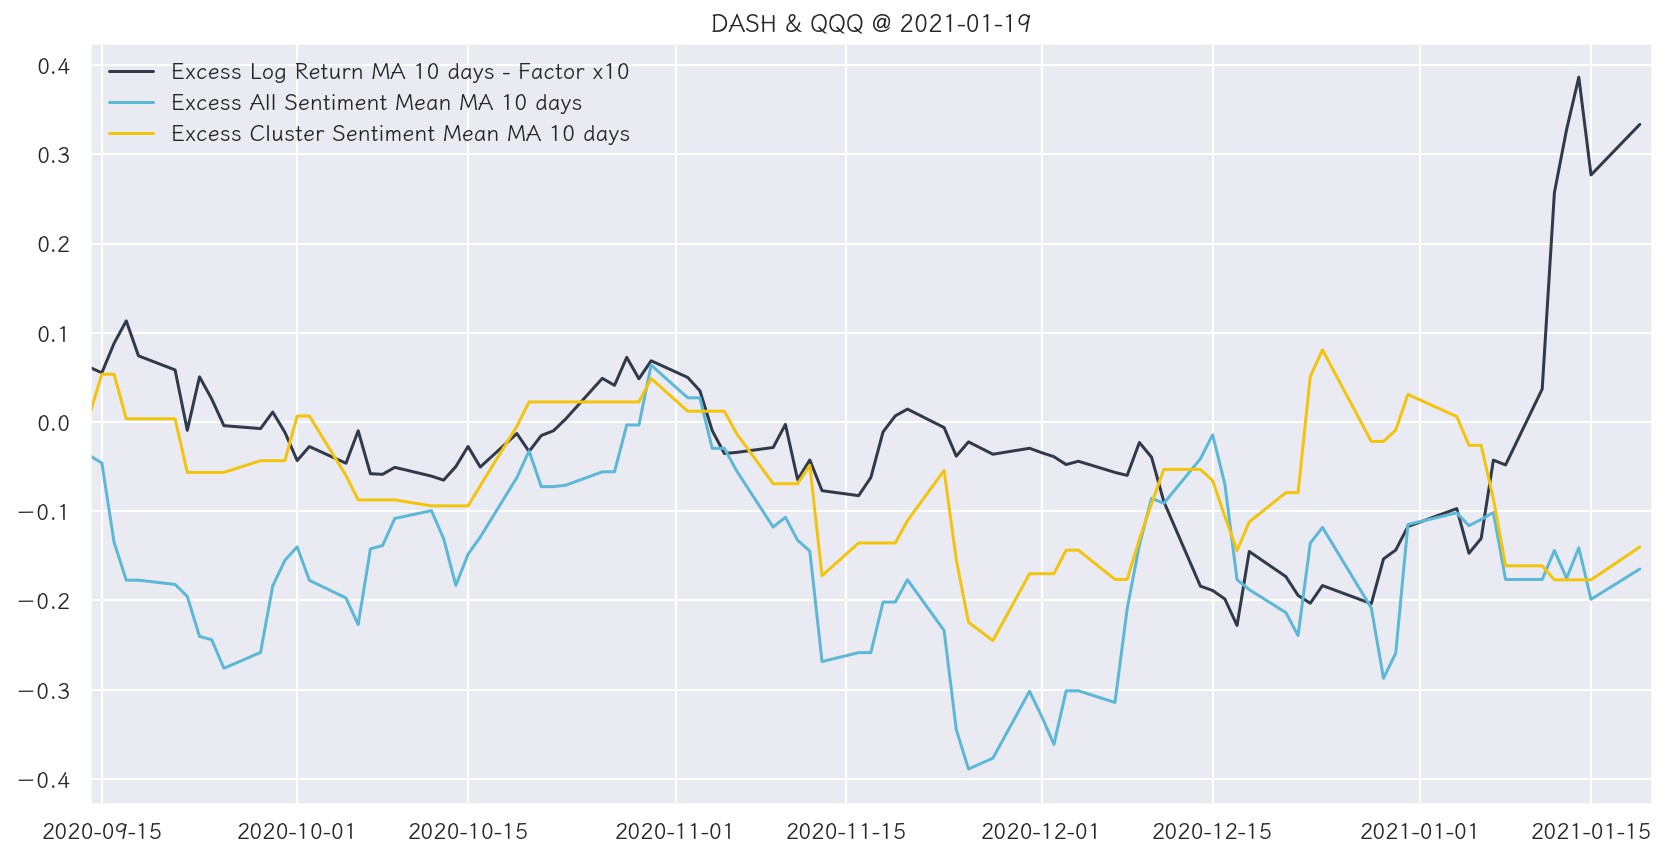 DASH & QQQ @ 2021-01-19
Excess Log Return MA 10 days - Factor x10
Excess All Sentiment Mean MA 10 days
Excess Cluster Sentiment Mean MA 10 days
0.4
0.3
0.2
0.1
0.0
−0.1
−0.2
−0.3
−0.4
2020-09-15 2020-10-01 2020-10-15 2020-11-01 2020-11-15 2020-12-01 2020-12-15 2021-01-01 2021-01-15